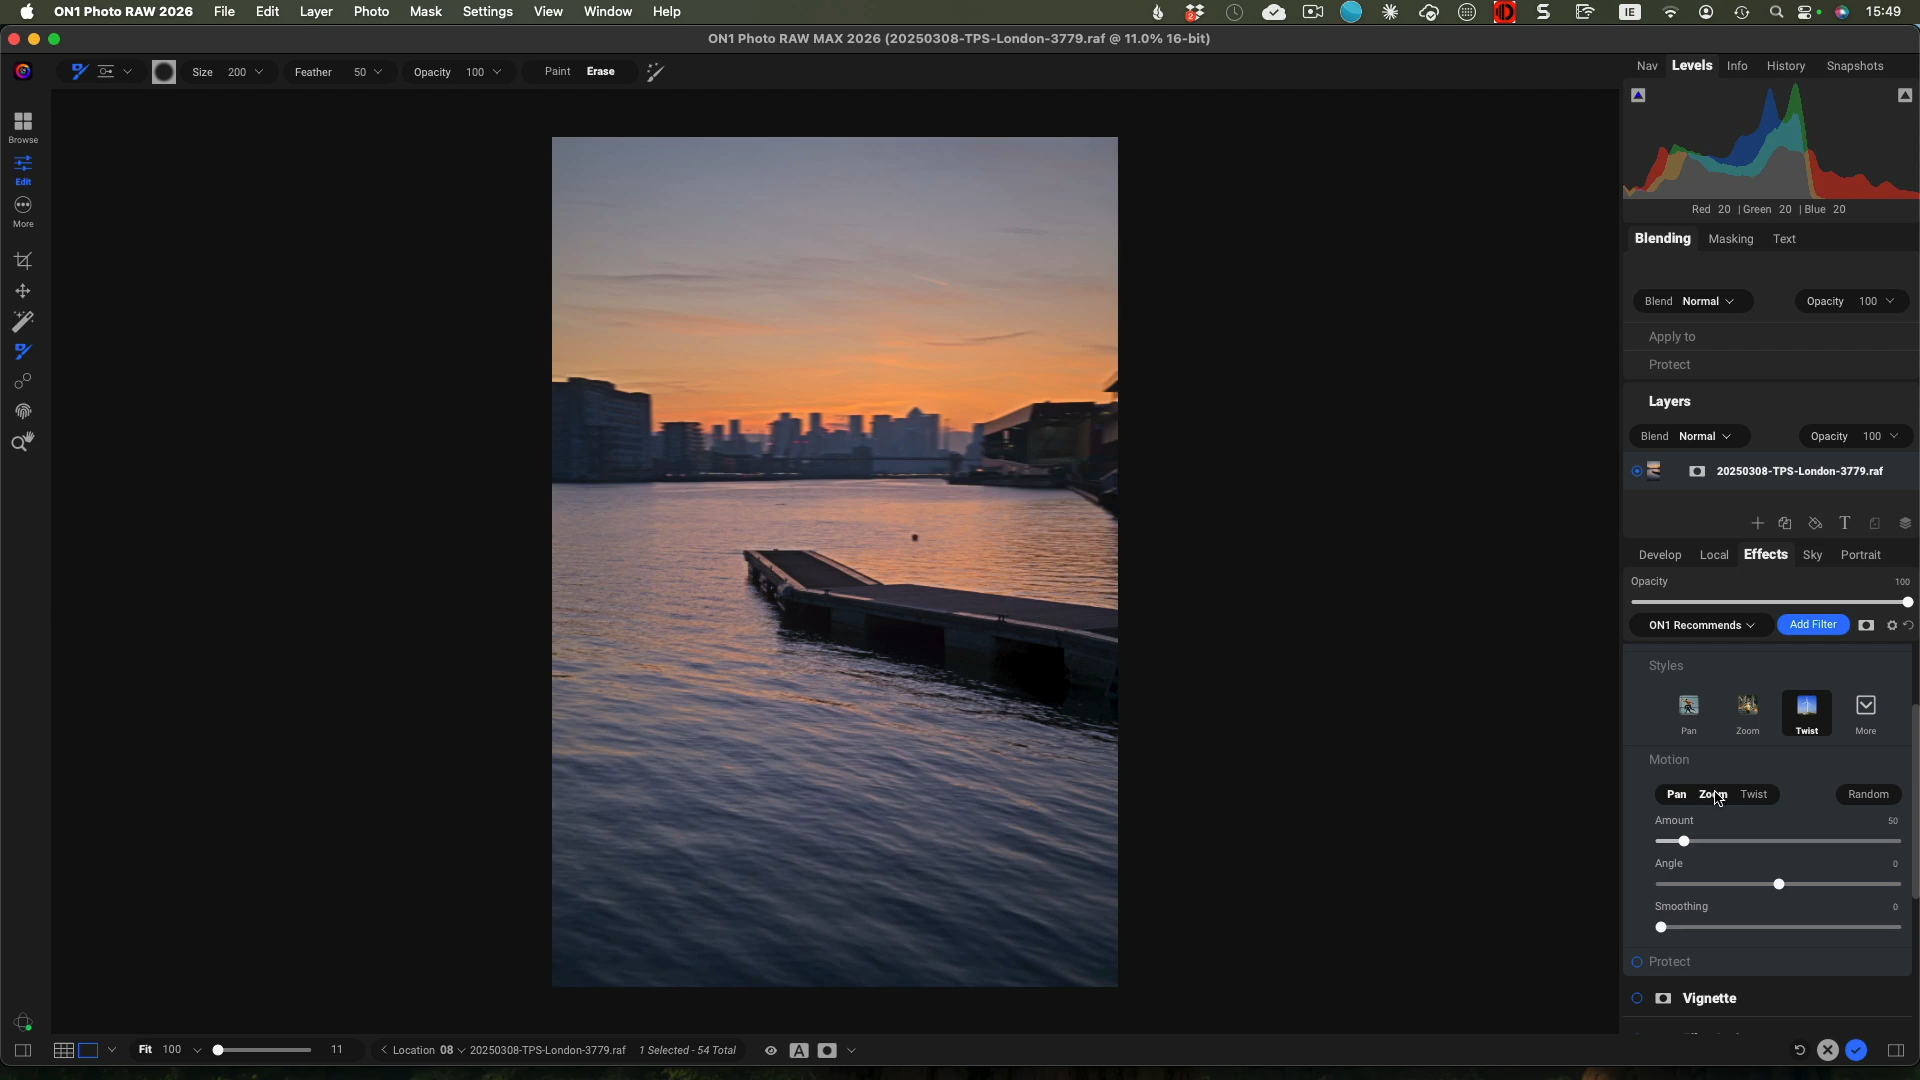 ON1 Photo RAW 2026 File Edit Layer Photo Mask Settings View Window Help IE 15:49
ON1 Photo RAW MAX 2026 (20250308-TPS-London-3779.raf @ 11.0% 16-bit)
Size 200 Feather 50 Opacity 100 Paint Erase
Nav Levels Info History Snapshots
Browse
Edit
More
Red 20 | Green 20 | Blue 20
Blending Masking Text
Blend Normal Opacity 100
Apply to
Protect
Layers
Blend Normal Opacity 100
20250308-TPS-London-3779.raf
Develop Local Effects Sky Portrait
Opacity 100
ON1 Recommends Add Filter
Styles
Pan Zoom Twist More
Motion
Pan Zoom Twist Random
Amount 50
Angle 0
Smoothing 0
Protect
Vignette
Fit 100 11 Location 08 20250308-TPS-London-3779.raf 1 Selected - 54 Total A